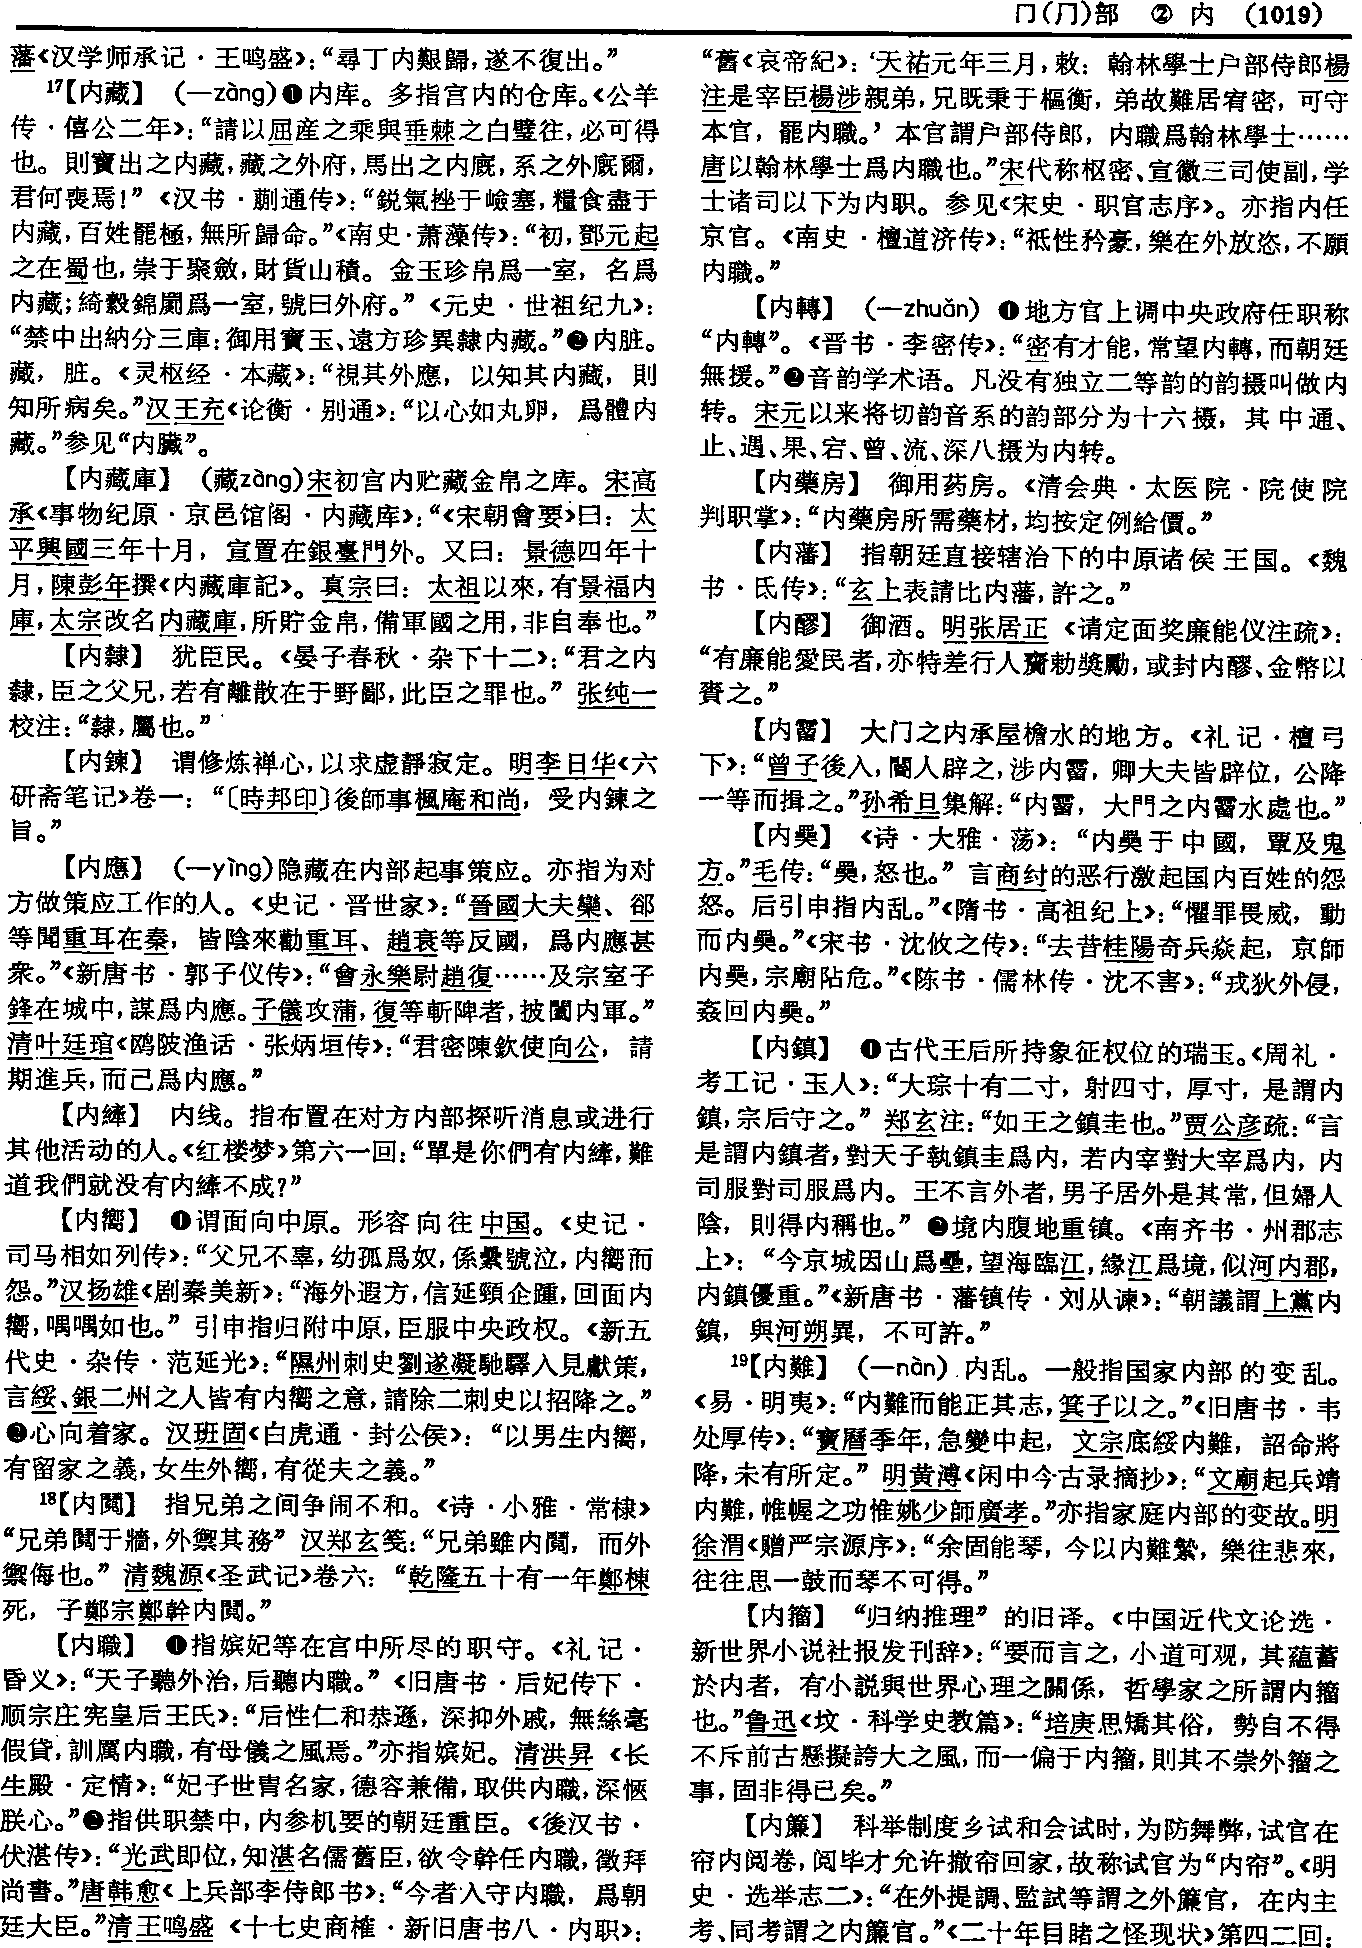 冂(⺆)部　②　内　(1019)
藩《汉学师承记·王鸣盛》：“尋丁内艱歸，遂不復出。”
17【内藏】　(—zàng)❶内库。多指宫内的仓库。《公羊
传·僖公二年》：“請以屈産之乘與垂棘之白璧往，必可得
也。則寶出之内藏，藏之外府，馬出之内廐，系之外廐爾，
君何喪焉！”《汉书·蒯通传》：“鋭氣挫于嶮塞，糧食盡于
内藏，百姓罷極，無所歸命。”《南史·萧藻传》：“初，鄧元起
之在蜀也，崇于聚斂，財貨山積。金玉珍帛爲一室，名爲
内藏；綺縠錦罽爲一室，號曰外府。”《元史·世祖纪九》：
“禁中出納分三庫：御用寶玉、遠方珍異隸内藏。”❷内脏。
藏，脏。《灵枢经·本藏》：“視其外應，以知其内藏，則
知所病矣。”汉王充《论衡·别通》：“以心如丸卵，爲體内
藏。”参见“内臟”。
【内藏庫】　(藏zàng)宋初宫内贮藏金帛之库。宋高
承《事物纪原·京邑馆阁·内藏库》：“《宋朝會要》曰：太
平興國三年十月，宣置在銀臺門外。又曰：景德四年十
月，陳彭年撰《内藏庫記》。真宗曰：太祖以來，有景福内
庫，太宗改名内藏庫，所貯金帛，備軍國之用，非自奉也。”
【内隸】　犹臣民。《晏子春秋·杂下十二》：“君之内
隸，臣之父兄，若有離散在于野鄙，此臣之罪也。”张纯一
校注：“隸，屬也。”
【内鍊】　谓修炼禅心，以求虚静寂定。明李日华《六
研斋笔记》卷一：“〔時邦印〕後師事楓庵和尚，受内鍊之
旨。”
【内應】　(—yìng)隐藏在内部起事策应。亦指为对
方做策应工作的人。《史记·晋世家》：“晉國大夫欒、郤
等聞重耳在秦，皆陰來勸重耳、趙衰等反國，爲内應甚
衆。”《新唐书·郭子仪传》：“會永樂尉趙復……及宗室子
鋒在城中，謀爲内應。子儀攻蒲，復等斬陴者，披闔内軍。”
清叶廷琯《鸥陂渔话·张炳垣传》：“君密陳欽使向公，請
期進兵，而己爲内應。”
【内縴】　内线。指布置在对方内部探听消息或进行
其他活动的人。《红楼梦》第六一回：“單是你們有内縴，難
道我們就没有内縴不成？”
【内嚮】　❶谓面向中原。形容向往中国。《史记·
司马相如列传》：“父兄不辜，幼孤爲奴，係纍號泣，内嚮而
怨。”汉扬雄《剧秦美新》：“海外遐方，信延頸企踵，回面内
嚮，喁喁如也。”引申指归附中原，臣服中央政权。《新五
代史·杂传·范延光》：“隰州刺史劉遂凝馳驛入見獻策，
言綏、銀二州之人皆有内嚮之意，請除二刺史以招降之。”
❷心向着家。汉班固《白虎通·封公侯》：“以男生内嚮，
有留家之義，女生外嚮，有從夫之義。”
18【内鬩】　指兄弟之间争闹不和。《诗·小雅·常棣》
“兄弟鬩于牆，外禦其務”汉郑玄笺：“兄弟雖内鬩，而外
禦侮也。”清魏源《圣武记》卷六：“乾隆五十有一年鄭棟
死，子鄭宗鄭幹内鬩。”
【内職】　❶指嫔妃等在宫中所尽的职守。《礼记·
昏义》：“天子聽外治，后聽内職。”《旧唐书·后妃传下·
顺宗庄宪皇后王氏》：“后性仁和恭遜，深抑外戚，無絲毫
假貸，訓厲内職，有母儀之風焉。”亦指嫔妃。清洪昇《长
生殿·定情》：“妃子世胄名家，德容兼備，取供内職，深愜
朕心。”❷指供职禁中，内参机要的朝廷重臣。《後汉书·
伏湛传》：“光武即位，知湛名儒舊臣，欲令幹任内職，徵拜
尚書。”唐韩愈《上兵部李侍郎书》：“今者入守内職，爲朝
廷大臣。”清王鸣盛《十七史商榷·新旧唐书八·内职》：
“舊《哀帝紀》：‘天祐元年三月，敕：翰林學士户部侍郎楊
注是宰臣楊涉親弟，兄既秉于樞衡，弟故難居宥密，可守
本官，罷内職。’本官謂户部侍郎，内職爲翰林學士……
唐以翰林學士爲内職也。”宋代称枢密、宣徽三司使副，学
士诸司以下为内职。参见《宋史·职官志序》。亦指内任
京官。《南史·檀道济传》：“祗性矜豪，樂在外放恣，不願
内職。”
【内轉】　(—zhuǎn)　❶地方官上调中央政府任职称
“内轉”。《晋书·李密传》：“密有才能，常望内轉，而朝廷
無援。”❷音韵学术语。凡没有独立二等韵的韵摄叫做内
转。宋元以来将切韵音系的韵部分为十六摄，其中通、
止、遇、果、宕、曾、流、深八摄为内转。
【内藥房】　御用药房。《清会典·太医院·院使院
判职掌》：“内藥房所需藥材，均按定例給價。”
【内藩】　指朝廷直接辖治下的中原诸侯王国。《魏
书·氐传》：“玄上表請比内藩，許之。”
【内醪】　御酒。明张居正《请定面奖廉能仪注疏》：
“有廉能愛民者，亦特差行人齎勑獎勵，或封内醪、金幣以
賚之。”
【内霤】　大门之内承屋檐水的地方。《礼记·檀弓
下》：“曾子後入，閽人辟之，涉内霤，卿大夫皆辟位，公降
一等而揖之。”孙希旦集解：“内霤，大門之内霤水處也。”
【内奰】　《诗·大雅·荡》：“内奰于中國，覃及鬼
方。”毛传：“奰，怒也。”言商纣的恶行激起国内百姓的怨
怒。后引申指内乱。”《隋书·高祖纪上》：“懼罪畏威，動
而内奰。”《宋书·沈攸之传》：“去昔桂陽奇兵焱起，京師
内奰，宗廟阽危。”《陈书·儒林传·沈不害》：“戎狄外侵，
姦回内奰。”
【内鎮】　❶古代王后所持象征权位的瑞玉。《周礼·
考工记·玉人》：“大琮十有二寸，射四寸，厚寸，是謂内
鎮，宗后守之。”郑玄注：“如王之鎮圭也。”贾公彦疏：“言
是謂内鎮者，對天子執鎮圭爲内，若内宰對大宰爲内，内
司服對司服爲内。王不言外者，男子居外是其常，但婦人
陰，則得内稱也。”❷境内腹地重镇。《南齐书·州郡志
上》：“今京城因山爲壘，望海臨江，緣江爲境，似河内郡，
内鎮優重。”《新唐书·藩镇传·刘从谏》：“朝議謂上黨内
鎮，與河朔異，不可許。”
19【内難】　(—nàn)内乱。一般指国家内部的变乱。
《易·明夷》：“内難而能正其志，箕子以之。”《旧唐书·韦
处厚传》：“寶曆季年，急變中起，文宗底綏内難，詔命將
降，未有所定。”明黄溥《闲中今古录摘抄》：“文廟起兵靖
内難，帷幄之功惟姚少師廣孝。”亦指家庭内部的变故。明
徐渭《赠严宗源序》：“余固能琴，今以内難縶，樂往悲來，
往往思一鼓而琴不可得。”
【内籀】　“归纳推理”的旧译。《中国近代文论选·
新世界小说社报发刊辞》：“要而言之，小道可观，其蕴蓄
於内者，有小説與世界心理之關係，哲學家之所謂内籀
也。”鲁迅《坟·科学史教篇》：“培庚思矯其俗，勢自不得
不斥前古懸擬誇大之風，而一偏于内籀，則其不崇外籀之
事，固非得已矣。”
【内簾】　科举制度乡试和会试时，为防舞弊，试官在
帘内阅卷，阅毕才允许撤帘回家，故称试官为“内帘”。《明
史·选举志二》：“在外提調、監試等謂之外簾官，在内主
考、同考謂之内簾官。”《二十年目睹之怪现状》第四二回：